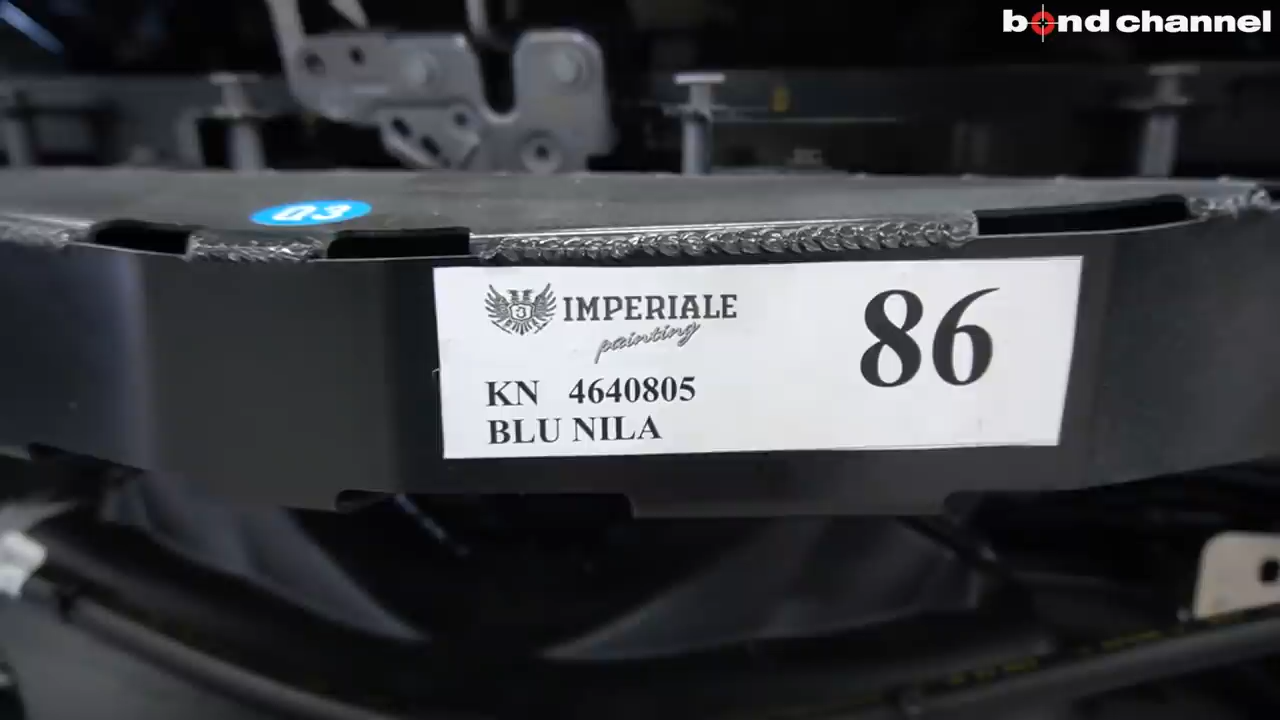 bond channel
Q3
IMPERIALE
painting
86
KN 4640805
BLU NILA